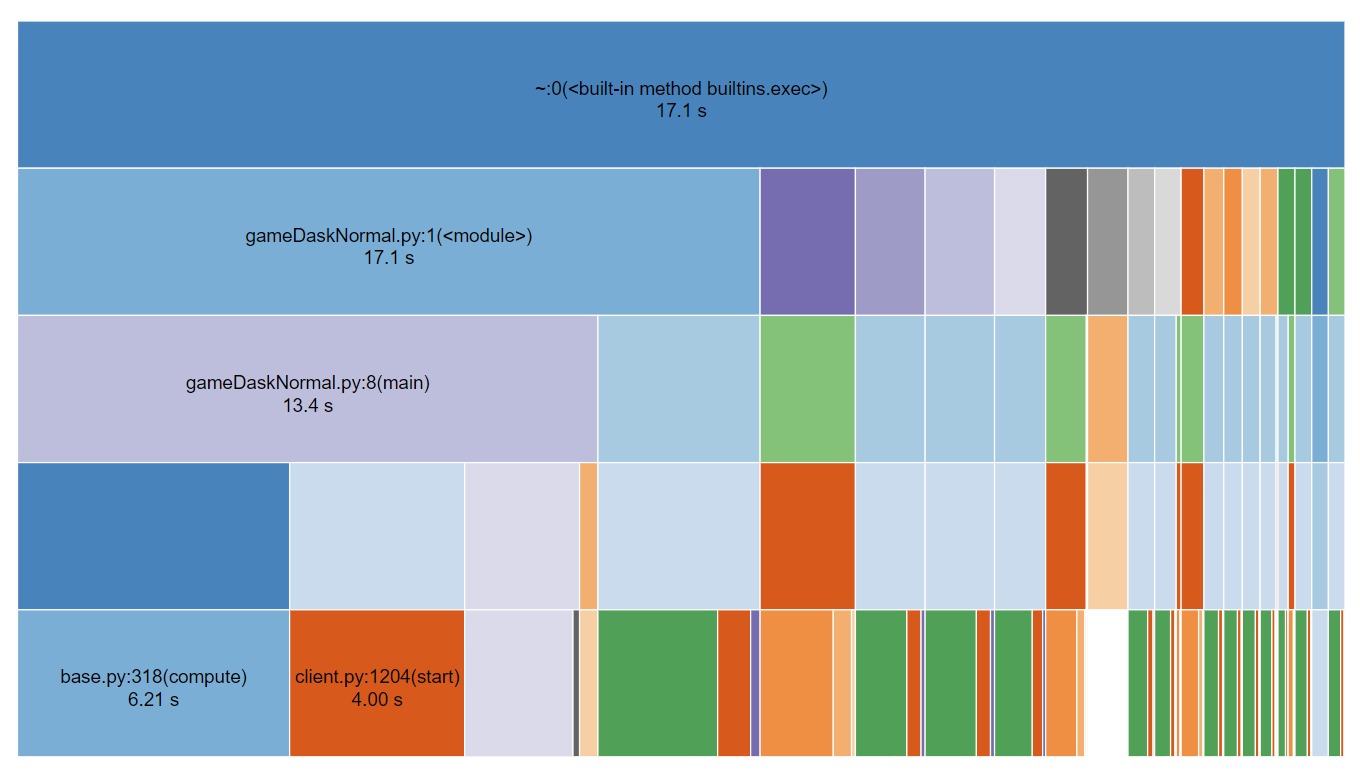 ~:0(<built-in method builtins.exec>)
17.1 s
gameDaskNormal.py:1(<module>)
17.1 s
gameDaskNormal.py:8(main)
13.4 s
base.py:318(compute)
6.21 s
client.py:1204(start)
4.00 s